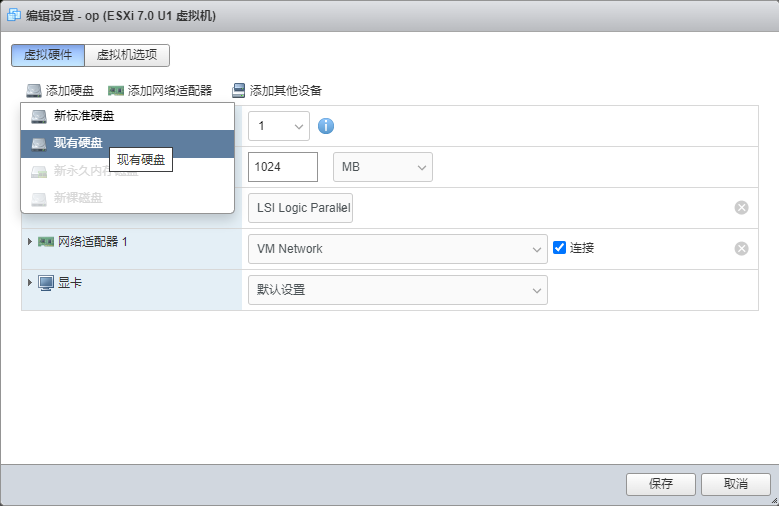 编辑设置 - op (ESXi 7.0 U1 虚拟机)
虚拟硬件 虚拟机选项
添加硬盘 添加网络适配器 添加其他设备
新标准硬盘
1
现有硬盘
现有硬盘
1024 MB
新永久内存磁盘
新裸磁盘
LSI Logic Parallel
网络适配器 1 VM Network 连接
显卡 默认设置
保存 取消